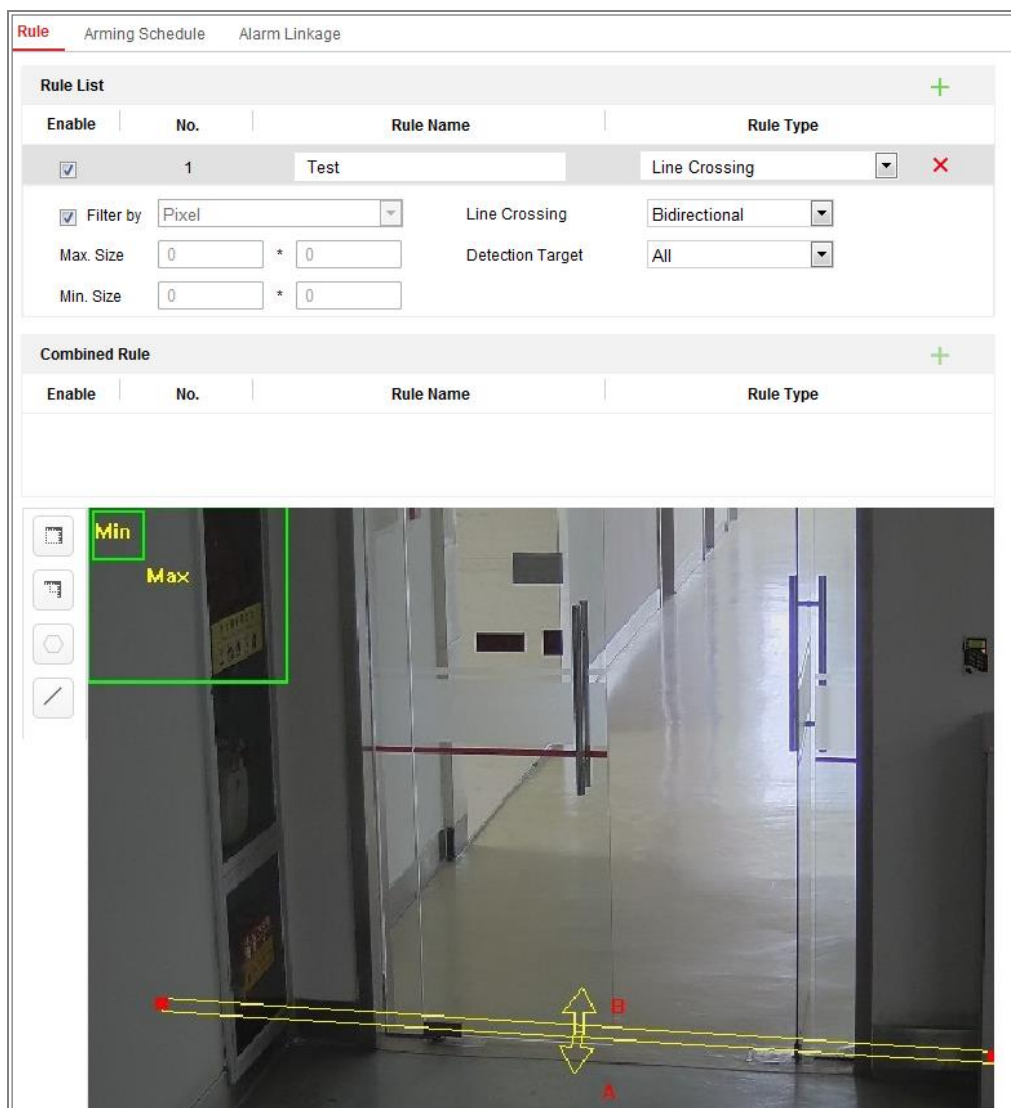 Rule Arming Schedule Alarm Linkage
Rule List
Enable No. Rule Name Rule Type
1 Test Line Crossing
Filter by Pixel Line Crossing Bidirectional
Max. Size 0 * 0 Detection Target All
Min. Size 0 * 0
Combined Rule
Enable No. Rule Name Rule Type
Min
Max
B
A